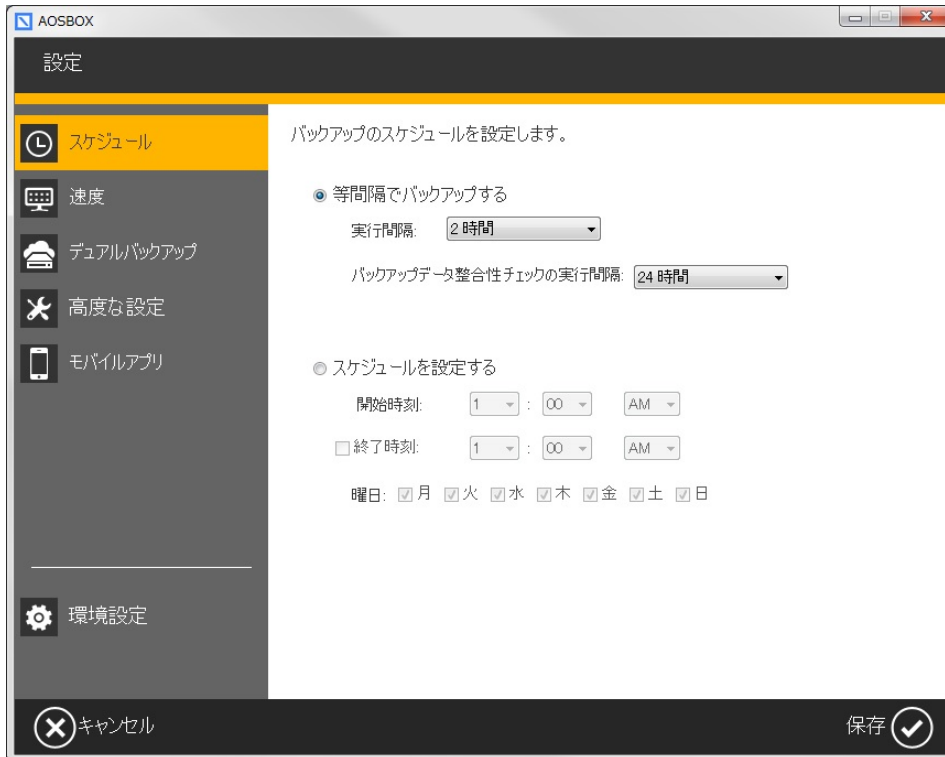 AOSBOX
設定
スケジュール
速度
デュアルバックアップ
高度な設定
モバイルアプリ
環境設定
バックアップのスケジュールを設定します。
等間隔でバックアップする
実行間隔: 2 時間
バックアップデータ整合性チェックの実行間隔: 24 時間
スケジュールを設定する
開始時刻: 1 : 00 AM
終了時刻: 1 : 00 AM
曜日: 月 火 水 木 金 土 日
キャンセル
保存